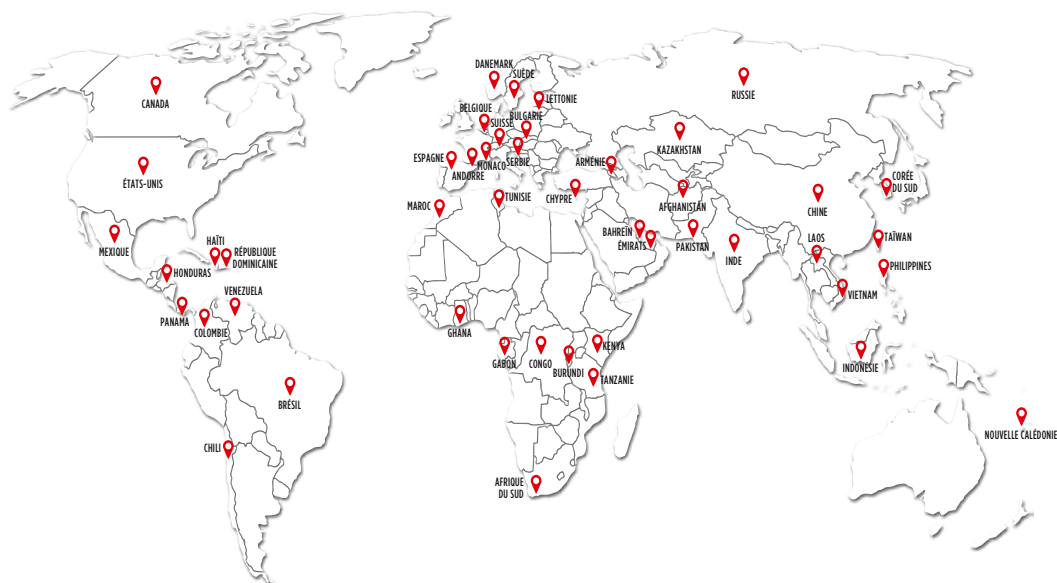 DANEMARK
SUÈDE
RUSSIE
CANADA
LETTONIE
BELGIQUE
SUISSE
BULGARIE
KAZAKHSTAN
ESPAGNE
ANDORRE
MONACO
SERBIE
ARMÉNIE
ÉTATS-UNIS
CORÉE
DU SUD
MAROC
TUNISIE
CHYPRE
AFGHANISTAN
CHINE
MEXIQUE
HAÏTI
RÉPUBLIQUE
DOMINICAINE
BAHREÏN
ÉMIRATS
PAKISTAN
INDE
LAOS
TAÏWAN
HONDURAS
PHILIPPINES
VENEZUELA
VIETNAM
PANAMA
COLOMBIE
GHANA
GABON
CONGO
BURUNDI
KENYA
TANZANIE
INDONÉSIE
BRÉSIL
NOUVELLE CALÉDONIE
CHILI
AFRIQUE
DU SUD